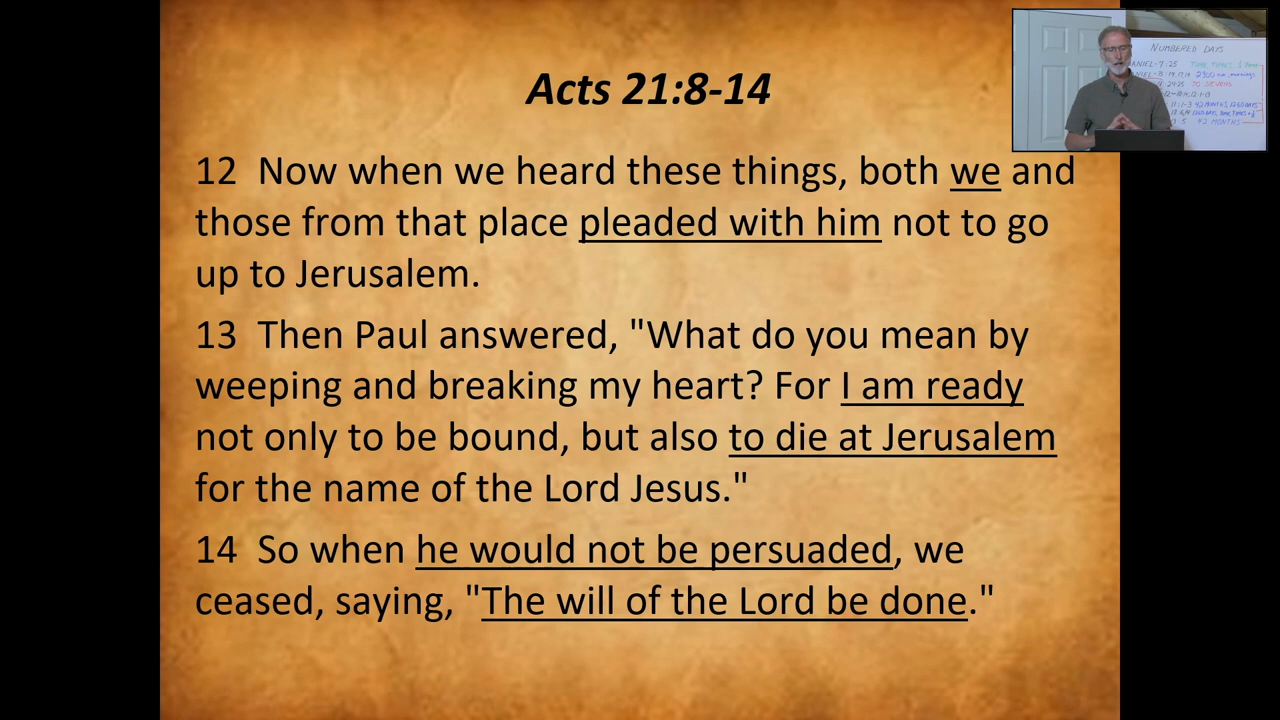 Acts 21:8-14
12 Now when we heard these things, both we and
those from that place pleaded with him not to go
up to Jerusalem.
13 Then Paul answered, "What do you mean by
weeping and breaking my heart? For I am ready
not only to be bound, but also to die at Jerusalem
for the name of the Lord Jesus."
14 So when he would not be persuaded, we
ceased, saying, "The will of the Lord be done."
NUMBERED DAYS
42 MONTHS